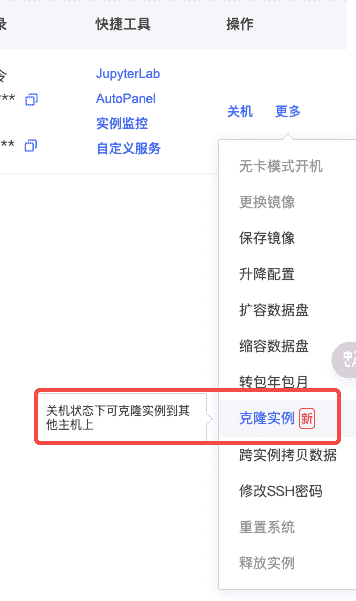 录
快捷工具
操作
令
JupyterLab
**
AutoPanel
关机
更多
实例监控
**
自定义服务
无卡模式开机
更换镜像
保存镜像
升降配置
扩容数据盘
缩容数据盘
转包年包月
关机状态下可克隆实例到其
他主机上
克隆实例 新
跨实例拷贝数据
修改SSH密码
重置系统
释放实例